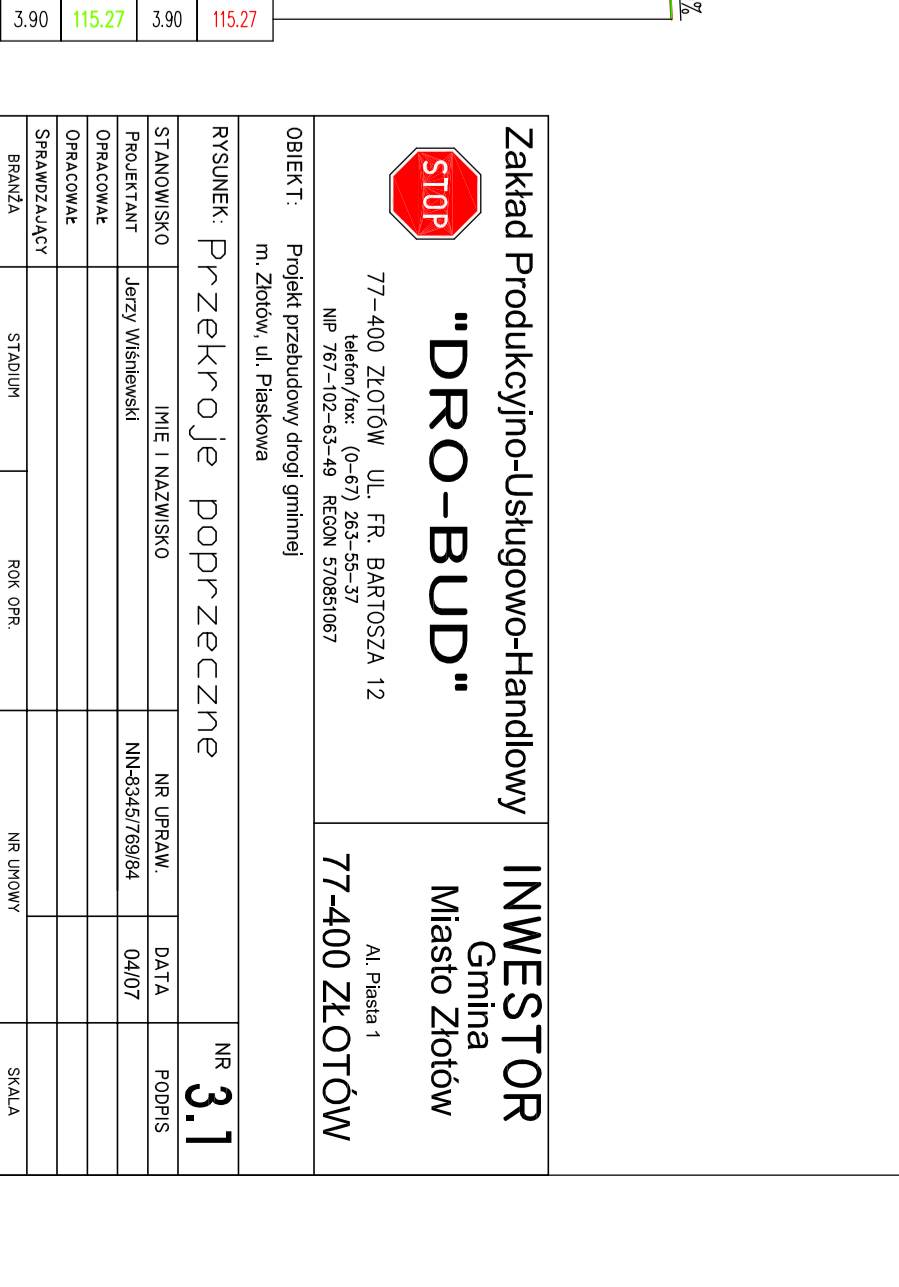 3.90 115.27 3.90 115.27
%
Zakład Produkcyjno-Usługowo-Handlowy
STOP
"DRO-BUD"
77-400 ZŁOTÓW UL. FR. BARTOSZA 12
telefon/fax: (0-67) 263-55-37
NIP 767-102-63-49 REGON 570851067
INWESTOR
Gmina
Miasto Złotów
Al. Piasta 1
77-400 ZŁOTÓW
OBIEKT: Projekt przebudowy drogi gminnej
m. Złotów, ul. Piaskowa
RYSUNEK: Przekroje poprzeczne
NR 3.1
STANOWISKO IMIĘ I NAZWISKO NR UPRAW. DATA PODPIS
PROJEKTANT Jerzy Wiśniewski NN-8345/769/84 04/07
OPRACOWAŁ
OPRACOWAŁ
SPRAWDZAJĄCY
BRANŻA STADIUM ROK OPR. NR UMOWY SKALA